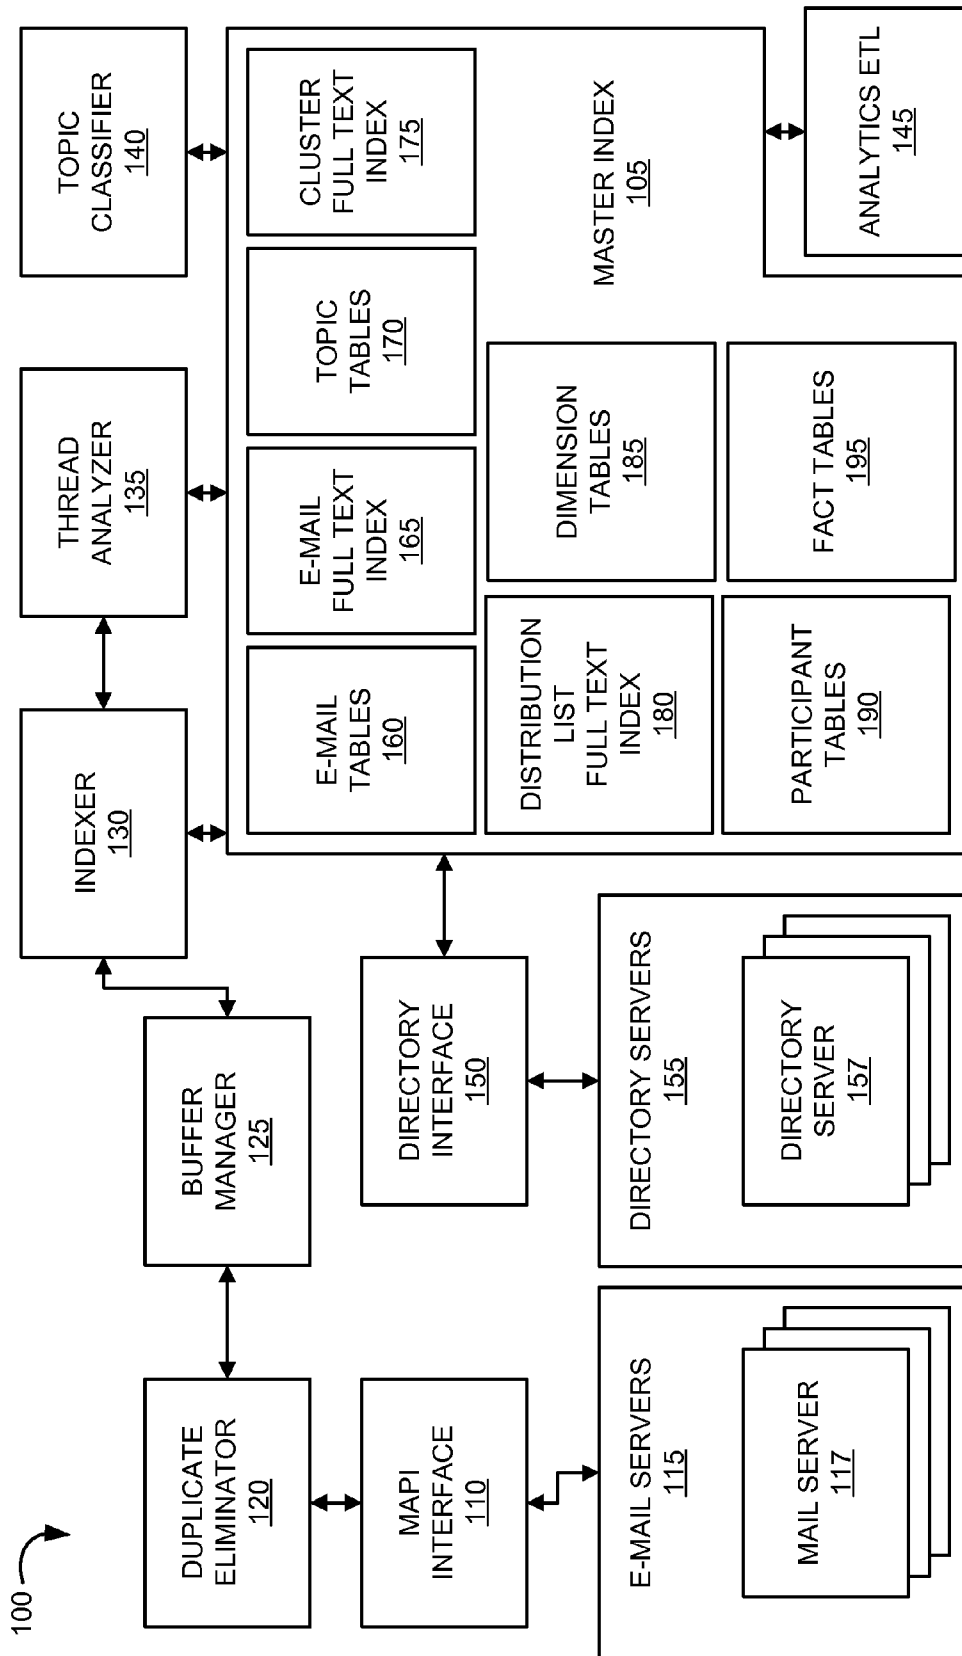 100
DUPLICATE
ELIMINATOR
120
BUFFER
MANAGER
125
INDEXER
130
THREAD
ANALYZER
135
TOPIC
CLASSIFIER
140
MAPI
INTERFACE
110
DIRECTORY
INTERFACE
150
E-MAIL SERVERS
115
MAIL SERVER
117
DIRECTORY SERVERS
155
DIRECTORY
SERVER
157
E-MAIL
TABLES
160
E-MAIL
FULL TEXT
INDEX
165
TOPIC
TABLES
170
CLUSTER
FULL TEXT
INDEX
175
DISTRIBUTION
LIST
FULL TEXT
INDEX
180
DIMENSION
TABLES
185
MASTER INDEX
105
PARTICIPANT
TABLES
190
FACT TABLES
195
ANALYTICS ETL
145